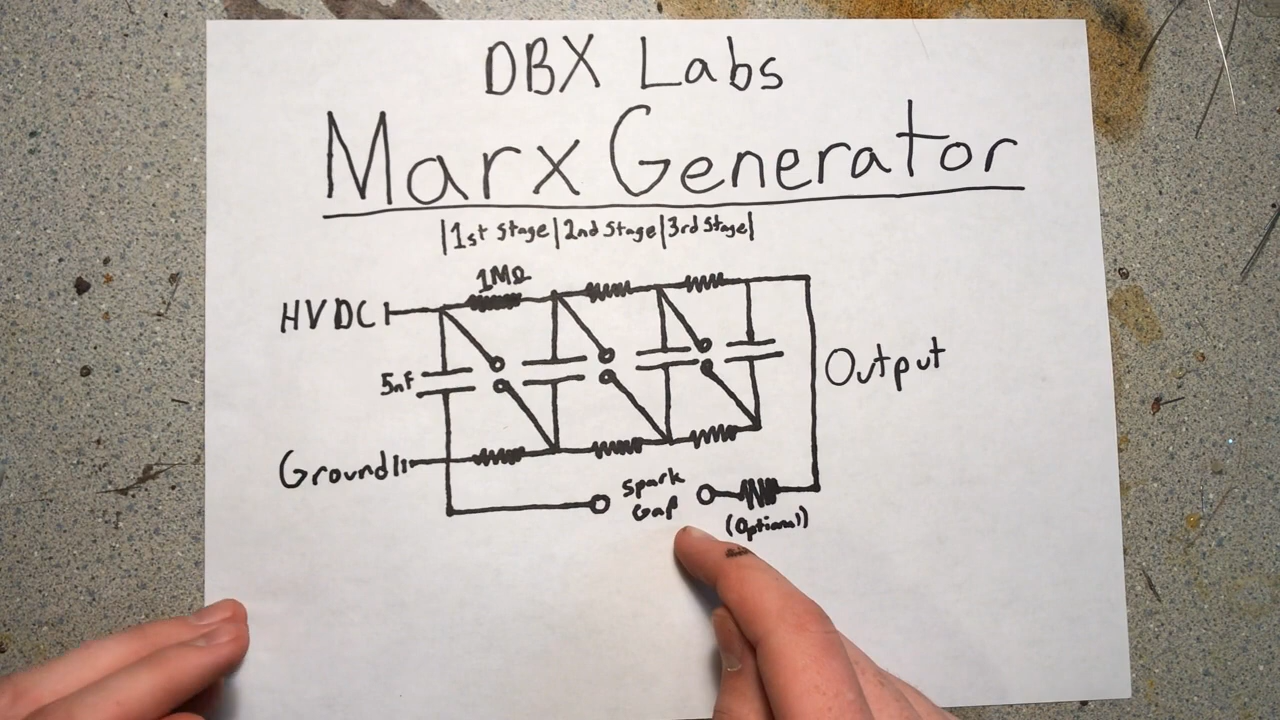 DBX Labs
Marx Generator
|1st Stage|2nd Stage|3rd Stage|
1MΩ
HVDC
5nF
Output
Ground
Spark
Gap
(Optional)